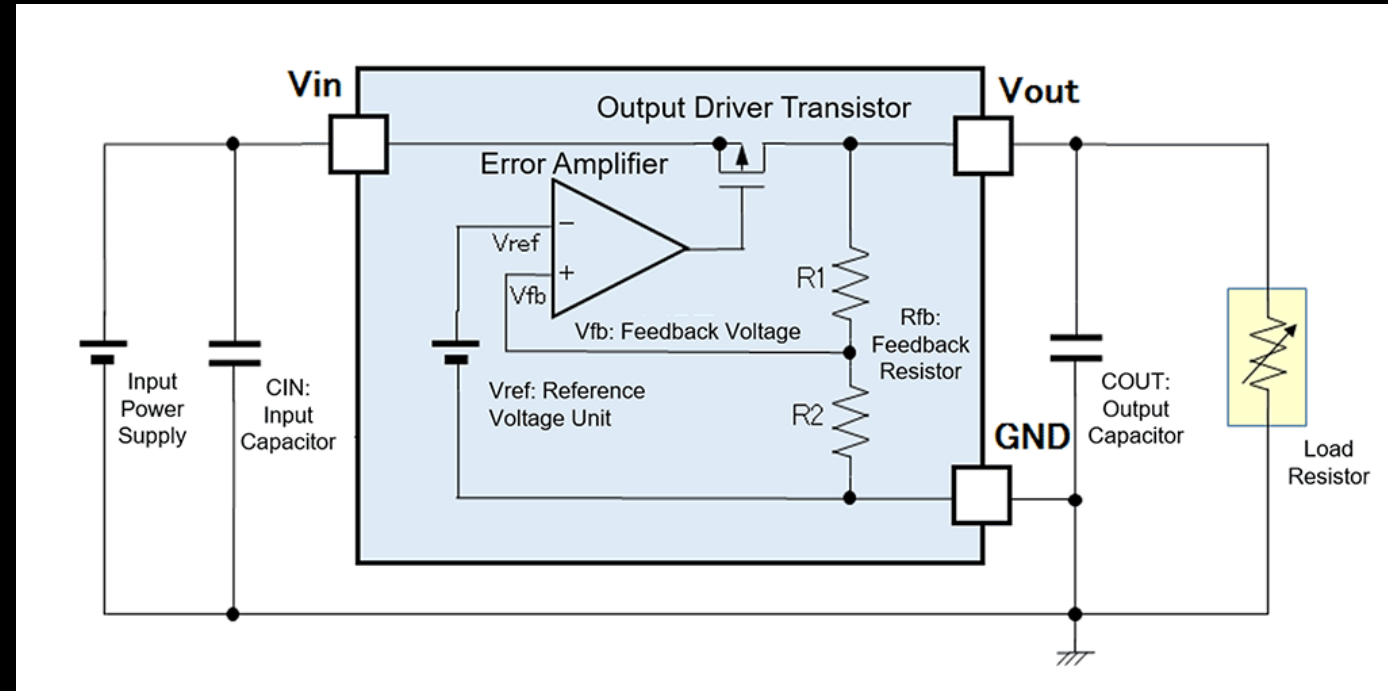 Vin
Output Driver Transistor
Vout
Error Amplifier
−
Vref
+
Vfb
R1
Vfb: Feedback Voltage
Rfb:
Feedback
Resistor
Input
Power
Supply
CIN:
Input
Capacitor
Vref: Reference
Voltage Unit
R2
GND
COUT:
Output
Capacitor
Load
Resistor